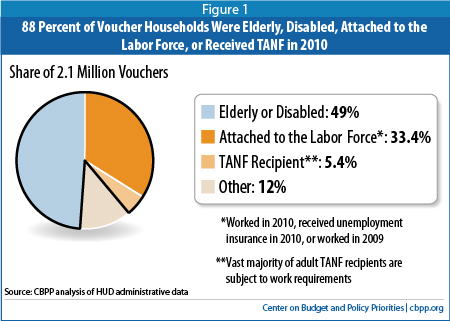 Figure 1
88 Percent of Voucher Households Were Elderly, Disabled, Attached to the
Labor Force, or Received TANF in 2010
Share of 2.1 Million Vouchers
Elderly or Disabled: 49%
Attached to the Labor Force*: 33.4%
TANF Recipient**: 5.4%
Other: 12%
*Worked in 2010, received unemployment
insurance in 2010, or worked in 2009
**Vast majority of adult TANF recipients are
subject to work requirements
Source: CBPP analysis of HUD administrative data
Center on Budget and Policy Priorities | cbpp.org